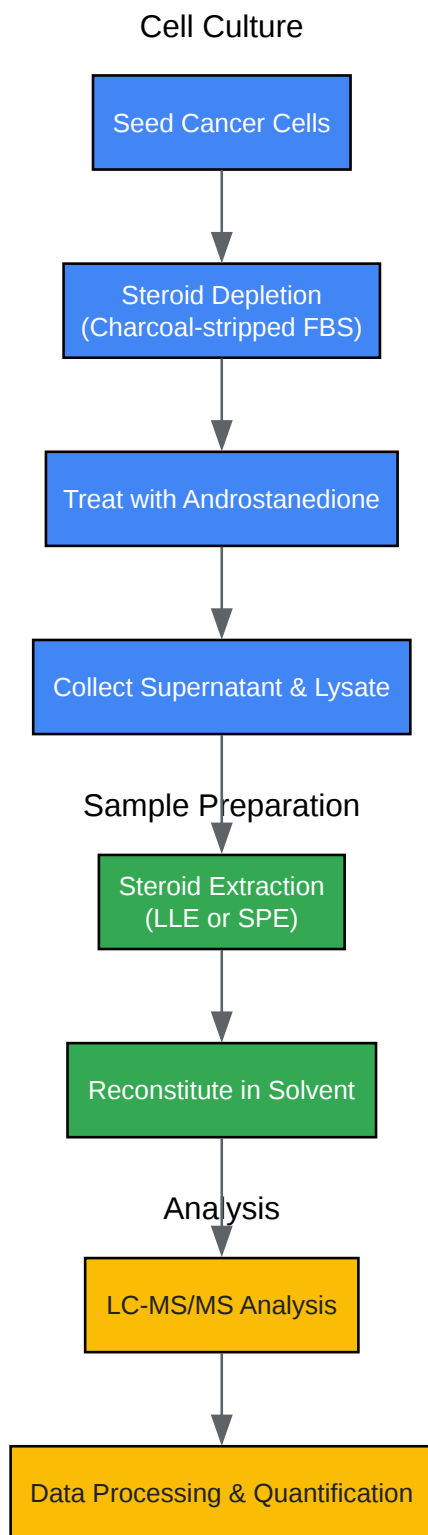 Cell Culture
Seed Cancer Cells
Steroid Depletion
(Charcoal-stripped FBS)
Treat with Androstanedione
Collect Supernatant & Lysate
Sample Preparation
Steroid Extraction
(LLE or SPE)
Reconstitute in Solvent
Analysis
LC-MS/MS Analysis
Data Processing & Quantification